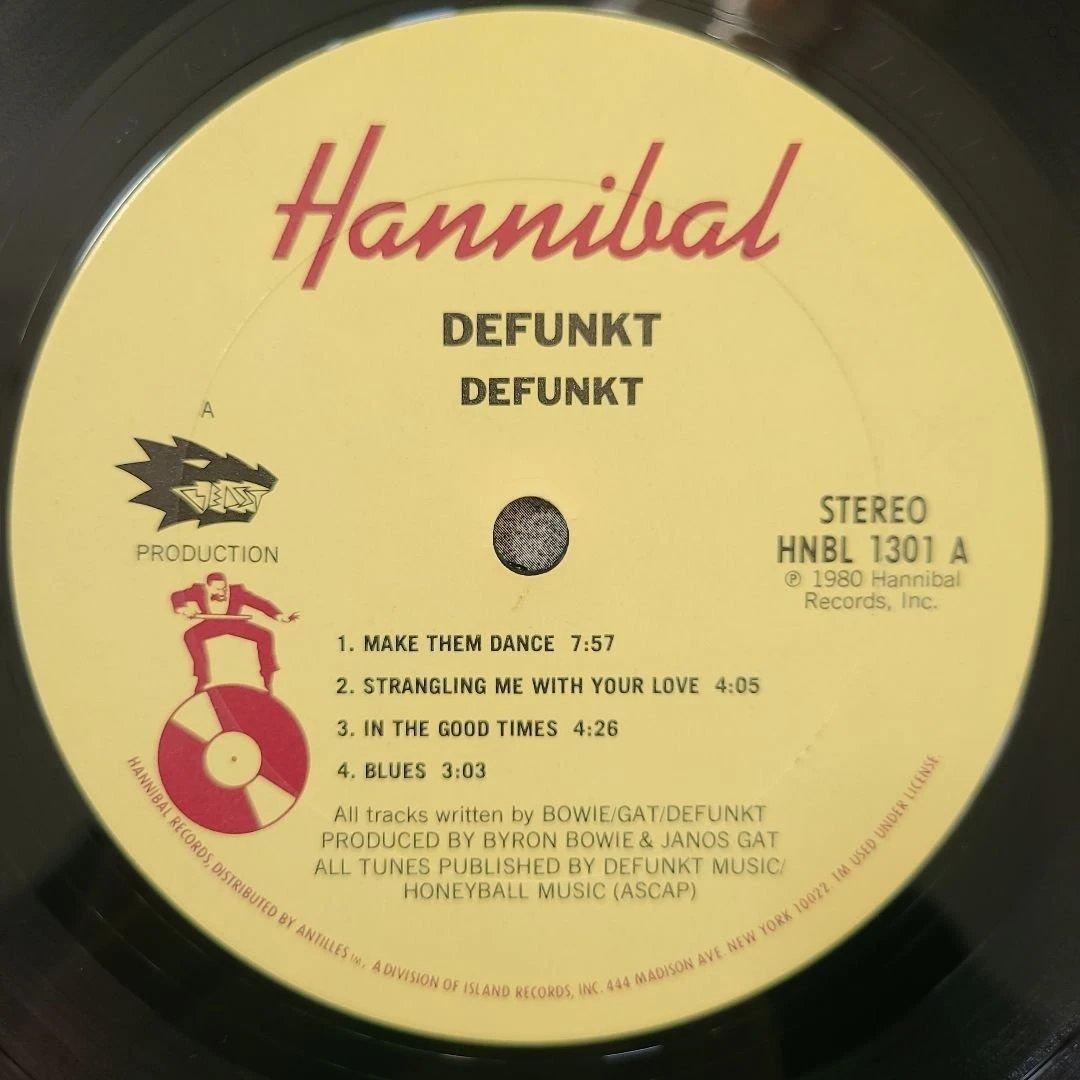 Hannibal
DEFUNKT
DEFUNKT
A
BEAST
PRODUCTION
STEREO
HNBL 1301 A
℗ 1980 Hannibal
Records, Inc.
1. MAKE THEM DANCE 7:57
2. STRANGLING ME WITH YOUR LOVE 4:05
3. IN THE GOOD TIMES 4:26
4. BLUES 3:03
All tracks written by BOWIE/GAT/DEFUNKT
PRODUCED BY BYRON BOWIE & JANOS GAT
ALL TUNES PUBLISHED BY DEFUNKT MUSIC/
HONEYBALL MUSIC (ASCAP)
HANNIBAL RECORDS, DISTRIBUTED BY ANTILLES TM, A DIVISION OF ISLAND RECORDS, INC. 444 MADISON AVE. NEW YORK 10022. TM USED UNDER LICENSE.